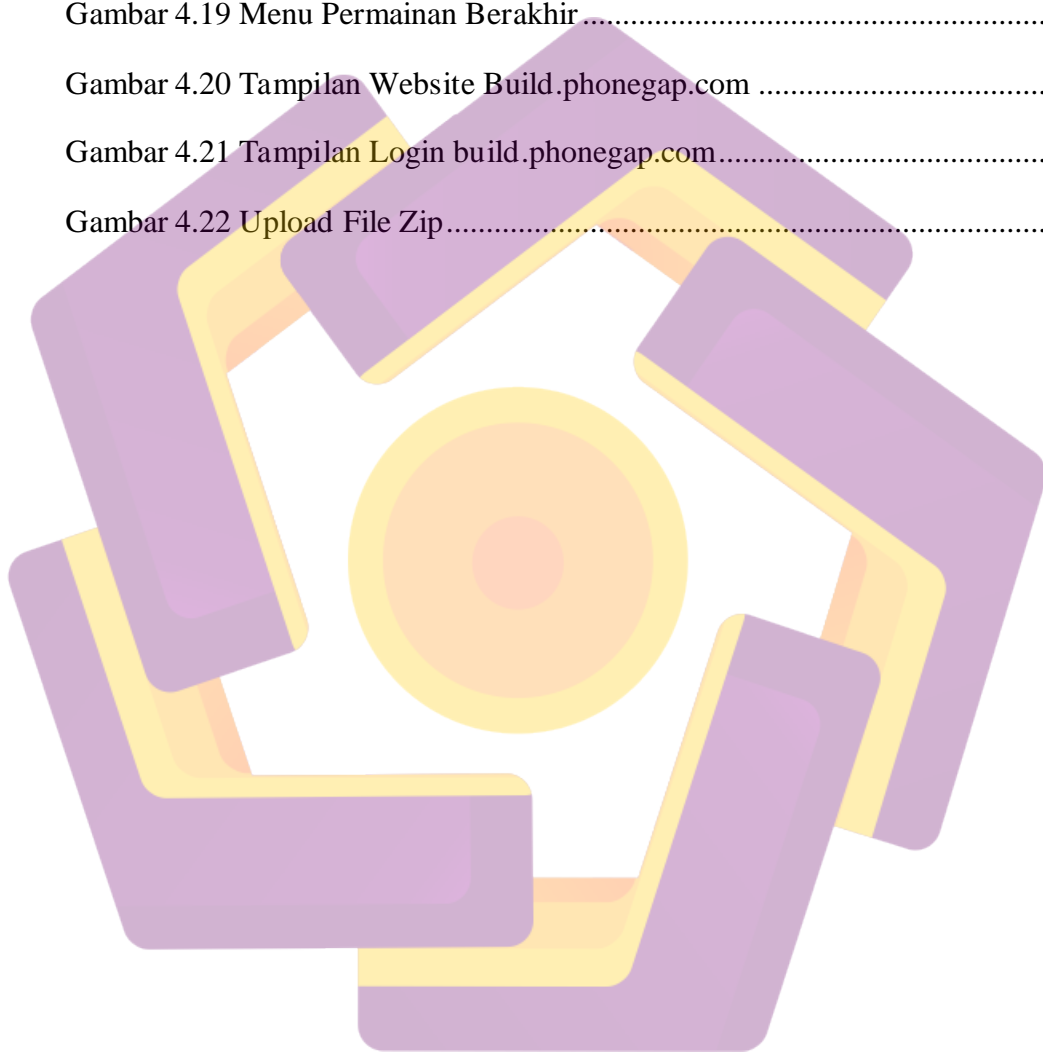 Gambar 4.19 Menu Permainan Berakhir..........................................................
Gambar 4.20 Tampilan Website Build.phonegap.com ....................................
Gambar 4.21 Tampilan Login build.phonegap.com.........................................
Gambar 4.22 Upload File Zip...........................................................................